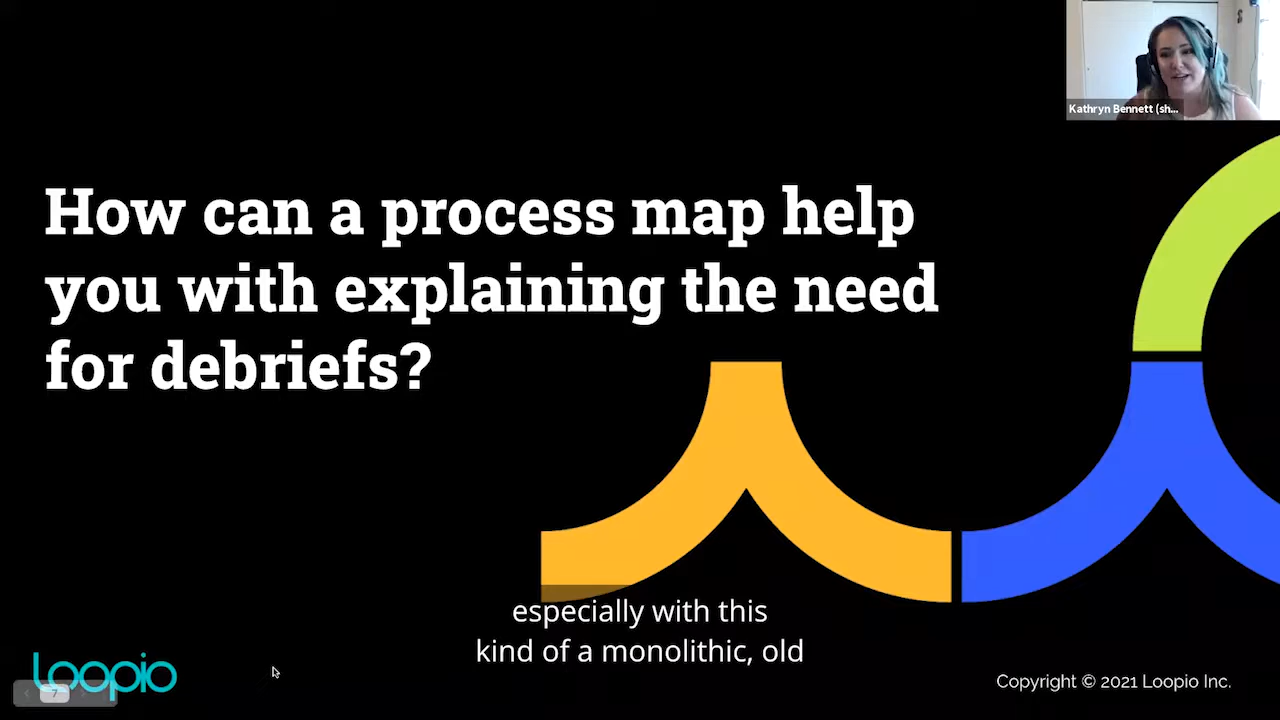 Kathryn Bennett (sh...
How can a process map help
you with explaining the need
for debriefs?
especially with this
kind of a monolithic, old
Loopio
7
Copyright © 2021 Loopio Inc.